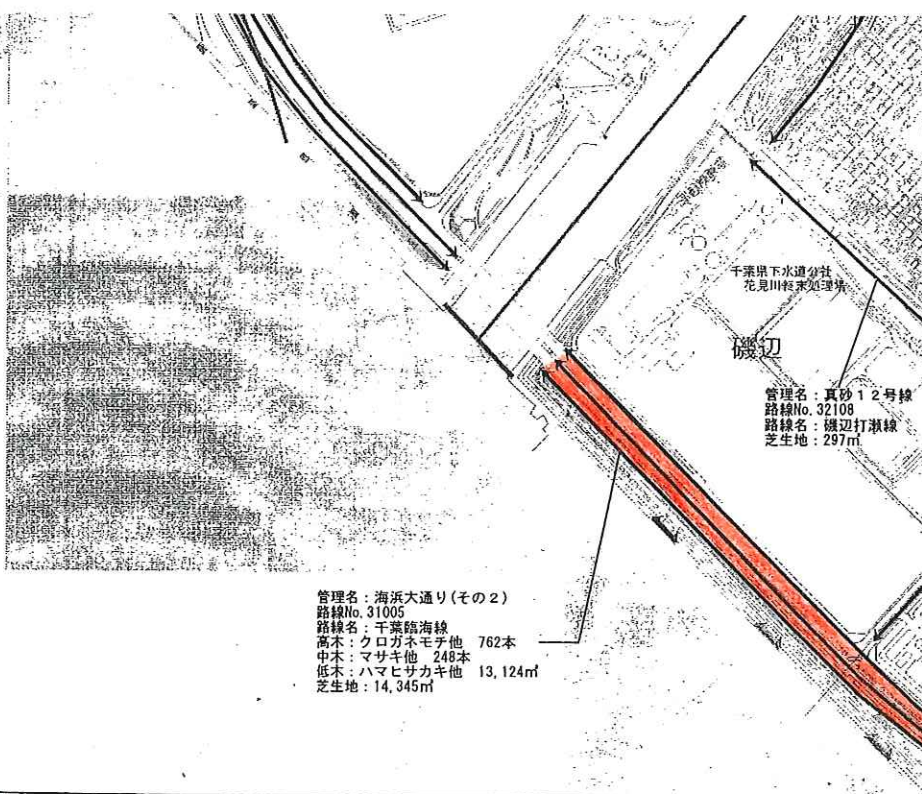 千葉県下水道公社
花見川終末処理場
磯辺
管理名：真砂１２号線
路線No. 32108
路線名：磯辺打瀬線
芝生地：297㎡
管理名：海浜大通り(その２)
路線No. 31005
路線名：千葉臨海線
高木：クロガネモチ他　762本
中木：マサキ他　248本
低木：ハマヒサカキ他　13,124㎡
芝生地：14,345㎡